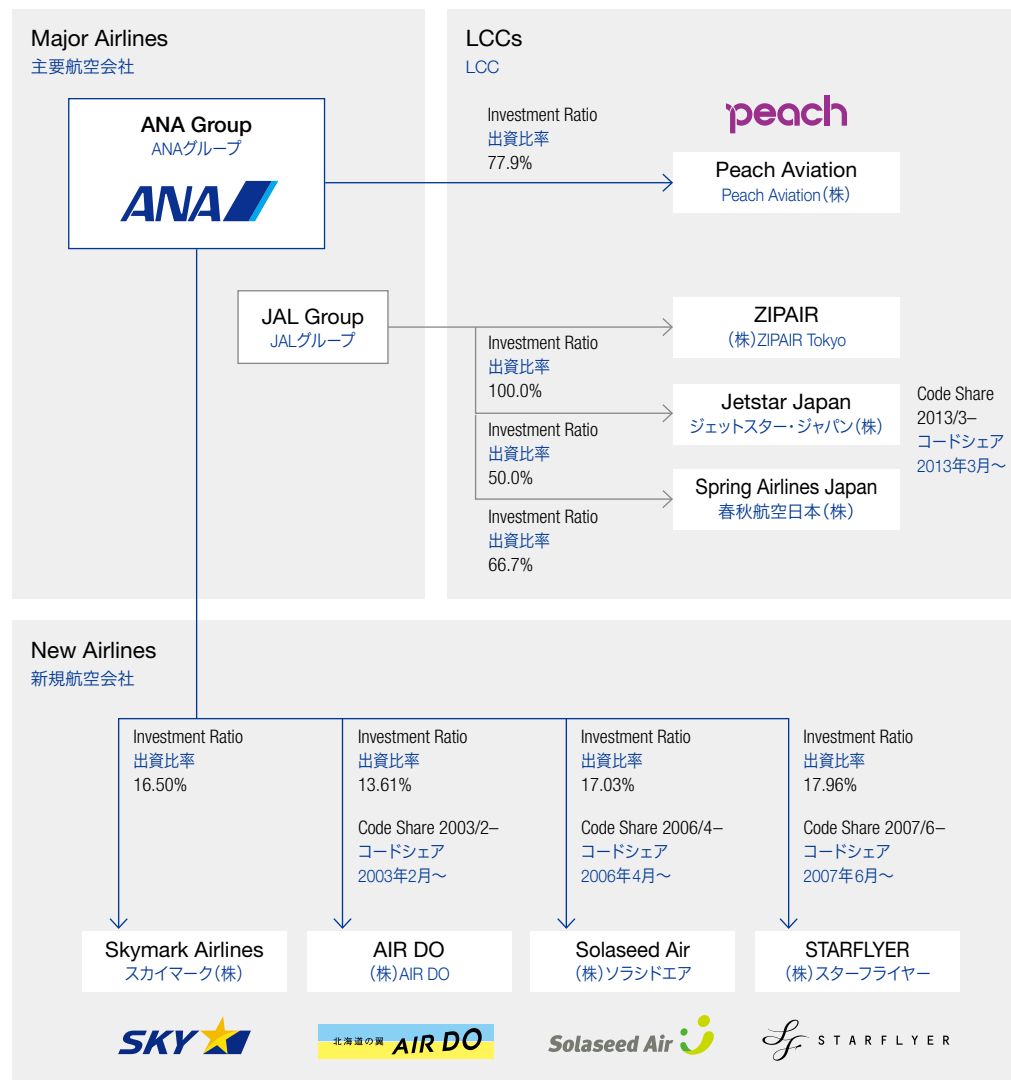 Major Airlines
主要航空会社
ANA Group
ANAグループ
ANA
JAL Group
JALグループ
LCCs
LCC
Investment Ratio
出資比率
77.9%
peach
Peach Aviation
Peach Aviation（株）
ZIPAIR
（株）ZIPAIR Tokyo
Investment Ratio
出資比率
100.0%
Jetstar Japan
ジェットスター・ジャパン（株）
Code Share
2013/3–
コードシェア
2013年3月～
Investment Ratio
出資比率
50.0%
Spring Airlines Japan
春秋航空日本（株）
Investment Ratio
出資比率
66.7%
New Airlines
新規航空会社
Investment Ratio
出資比率
16.50%
Skymark Airlines
スカイマーク（株）
SKY
Investment Ratio
出資比率
13.61%
Code Share 2003/2–
コードシェア
2003年2月～
AIR DO
（株）AIR DO
北海道の翼 AIR DO
Investment Ratio
出資比率
17.03%
Code Share 2006/4–
コードシェア
2006年4月～
Solaseed Air
（株）ソラシドエア
Solaseed Air
Investment Ratio
出資比率
17.96%
Code Share 2007/6–
コードシェア
2007年6月～
STARFLYER
（株）スターフライヤー
STARFLYER